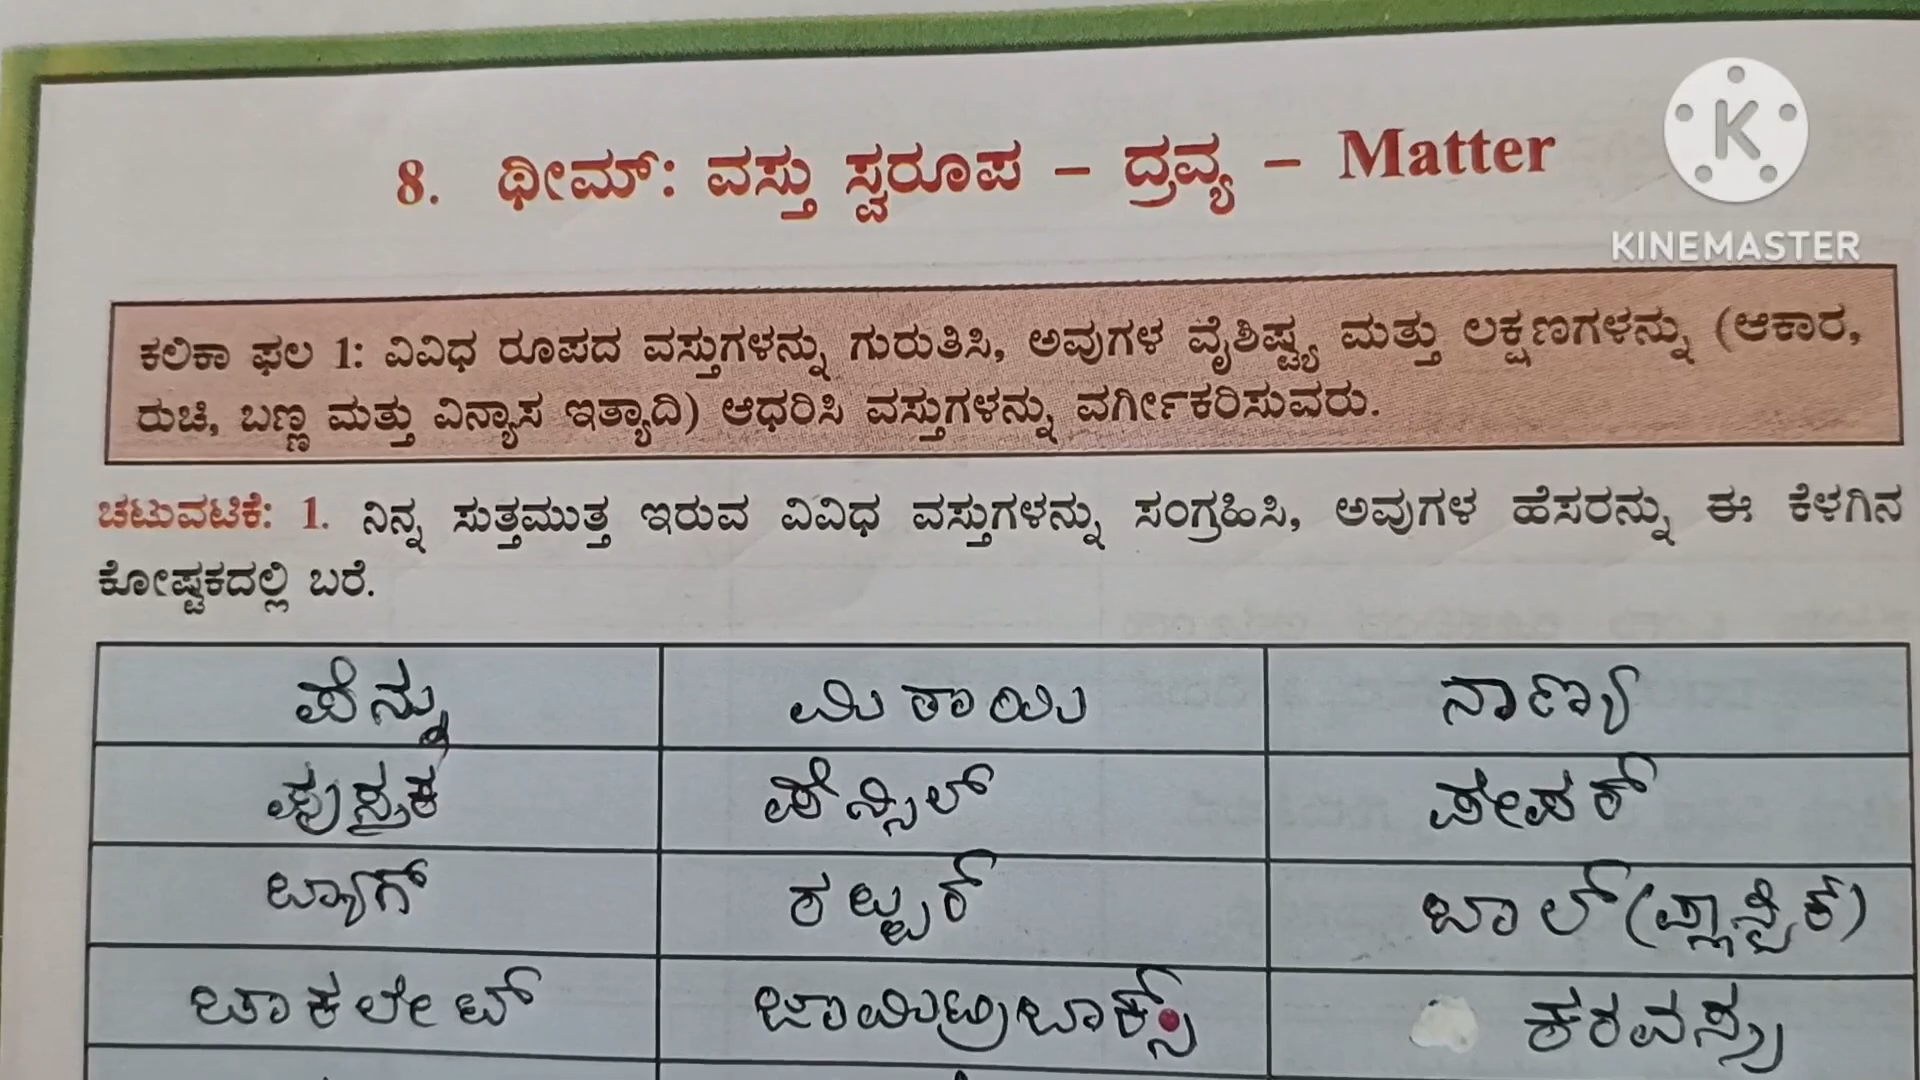 8. ಥೀಮ್: ವಸ್ತು ಸ್ವರೂಪ – ದ್ರವ್ಯ – Matter
K
KINEMASTER
ಕಲಿಕಾ ಫಲ 1: ವಿವಿಧ ರೂಪದ ವಸ್ತುಗಳನ್ನು ಗುರುತಿಸಿ, ಅವುಗಳ ವೈಶಿಷ್ಟ್ಯ ಮತ್ತು ಲಕ್ಷಣಗಳನ್ನು (ಆಕಾರ,
ರುಚಿ, ಬಣ್ಣ ಮತ್ತು ವಿನ್ಯಾಸ ಇತ್ಯಾದಿ) ಆಧರಿಸಿ ವಸ್ತುಗಳನ್ನು ವರ್ಗೀಕರಿಸುವರು.
ಚಟುವಟಿಕೆ: 1. ನಿನ್ನ ಸುತ್ತಮುತ್ತ ಇರುವ ವಿವಿಧ ವಸ್ತುಗಳನ್ನು ಸಂಗ್ರಹಿಸಿ, ಅವುಗಳ ಹೆಸರನ್ನು ಈ ಕೆಳಗಿನ
ಕೋಷ್ಟಕದಲ್ಲಿ ಬರೆ.
ಪೆನ್ನು ಮಿಠಾಯಿ ನಾಣ್ಯ
ಪುಸ್ತಕ ಪೆನ್ಸಿಲ್ ಪೇಪರ್
ಬ್ಯಾಗ್ ರಬ್ಬರ್ ಬಾಲ್ (ಪ್ಲಾಸ್ಟಿಕ್)
ಚಾಕಲೇಟ್ ಜಾಮಿಟ್ರಿಬಾಕ್ಸ್ ಕರವಸ್ತ್ರ